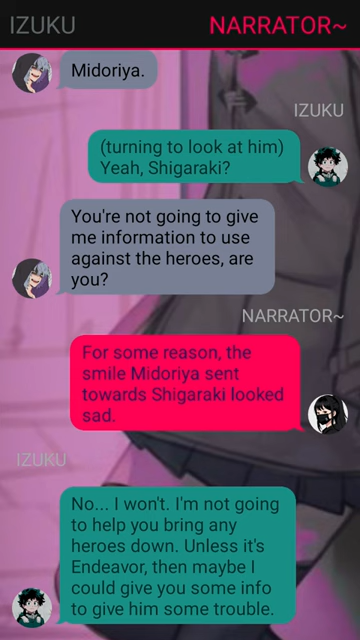 IZUKU
NARRATOR~
Midoriya.
IZUKU
(turning to look at him)
Yeah, Shigaraki?
You're not going to give
me information to use
against the heroes, are
you?
NARRATOR~
For some reason, the
smile Midoriya sent
towards Shigaraki looked
sad.
IZUKU
No... I won't. I'm not going
to help you bring any
heroes down. Unless it's
Endeavor, then maybe I
could give you some info
to give him some trouble.